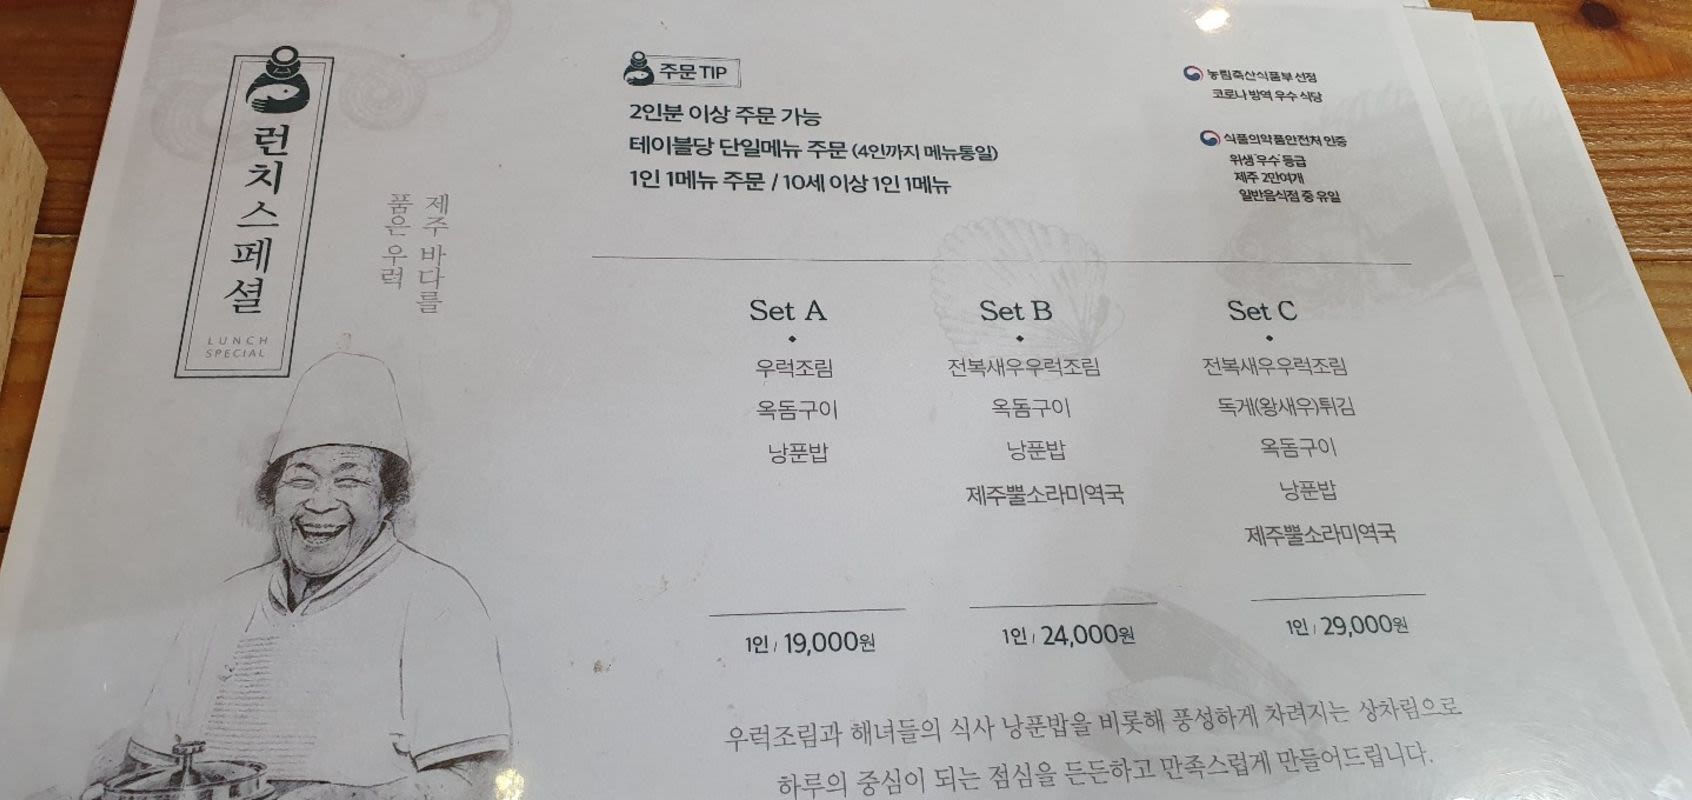 런치스페셜
LUNCH
SPECIAL
제주 바다를
품은 우럭
주문TIP
2인분 이상 주문 가능
테이블당 단일메뉴 주문 (4인까지 메뉴통일)
1인 1메뉴 주문 / 10세 이상 1인 1메뉴
농림축산식품부 선정
코로나 방역 우수 식당
식품의약품안전처 인증
위생'우수'등급
제주 2만여개
일반음식점 중 유일
Set A
우럭조림
옥돔구이
낭푼밥
1인 / 19,000원
Set B
전복새우우럭조림
옥돔구이
낭푼밥
제주뿔소라미역국
1인 / 24,000원
Set C
전복새우우럭조림
독게(왕새우)튀김
옥돔구이
낭푼밥
제주뿔소라미역국
1인 / 29,000원
우럭조림과 해녀들의 식사 낭푼밥을 비롯해 풍성하게 차려지는 상차림으로
하루의 중심이 되는 점심을 든든하고 만족스럽게 만들어드립니다.